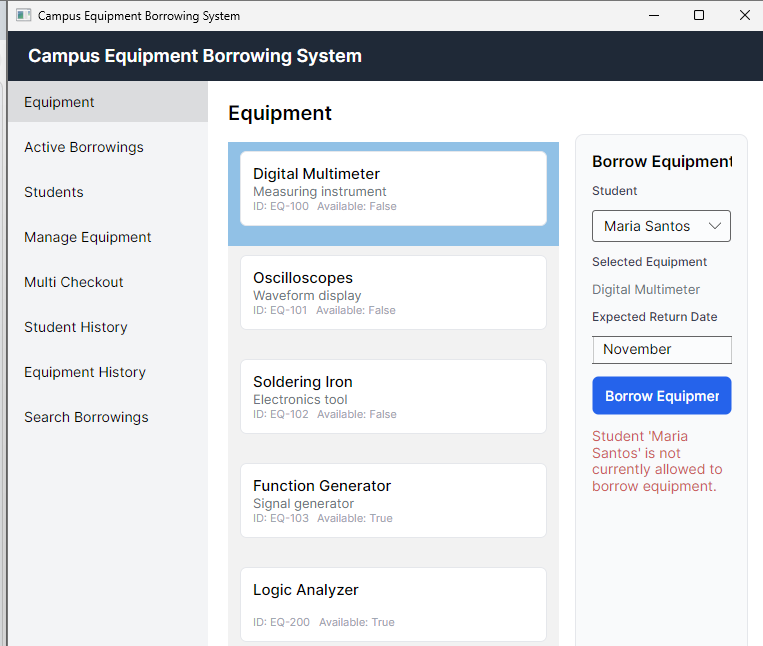 Campus Equipment Borrowing System
Campus Equipment Borrowing System
Equipment
Active Borrowings
Students
Manage Equipment
Multi Checkout
Student History
Equipment History
Search Borrowings
Equipment
Digital Multimeter
Measuring instrument
ID: EQ-100 Available: False
Oscilloscopes
Waveform display
ID: EQ-101 Available: False
Soldering Iron
Electronics tool
ID: EQ-102 Available: False
Function Generator
Signal generator
ID: EQ-103 Available: True
Logic Analyzer
ID: EQ-200 Available: True
Borrow Equipment
Student
Maria Santos
Selected Equipment
Digital Multimeter
Expected Return Date
November
Borrow Equipmer
Student 'Maria
Santos' is not
currently allowed to
borrow equipment.